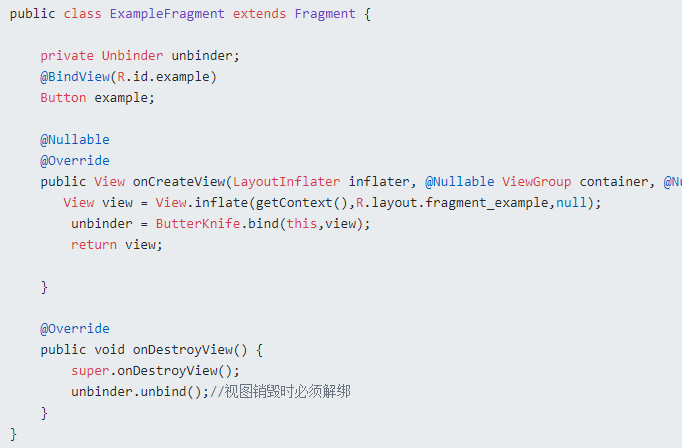 public class ExampleFragment extends Fragment {
private Unbinder unbinder;
@BindView(R.id.example)
Button example;
@Nullable
@Override
public View onCreateView(LayoutInflater inflater, @Nullable ViewGroup container, @Nu
View view = View.inflate(getContext(),R.layout.fragment_example,null);
unbinder = ButterKnife.bind(this,view);
return view;
}
@Override
public void onDestroyView() {
super.onDestroyView();
unbinder.unbind();//视图销毁时必须解绑
}
}